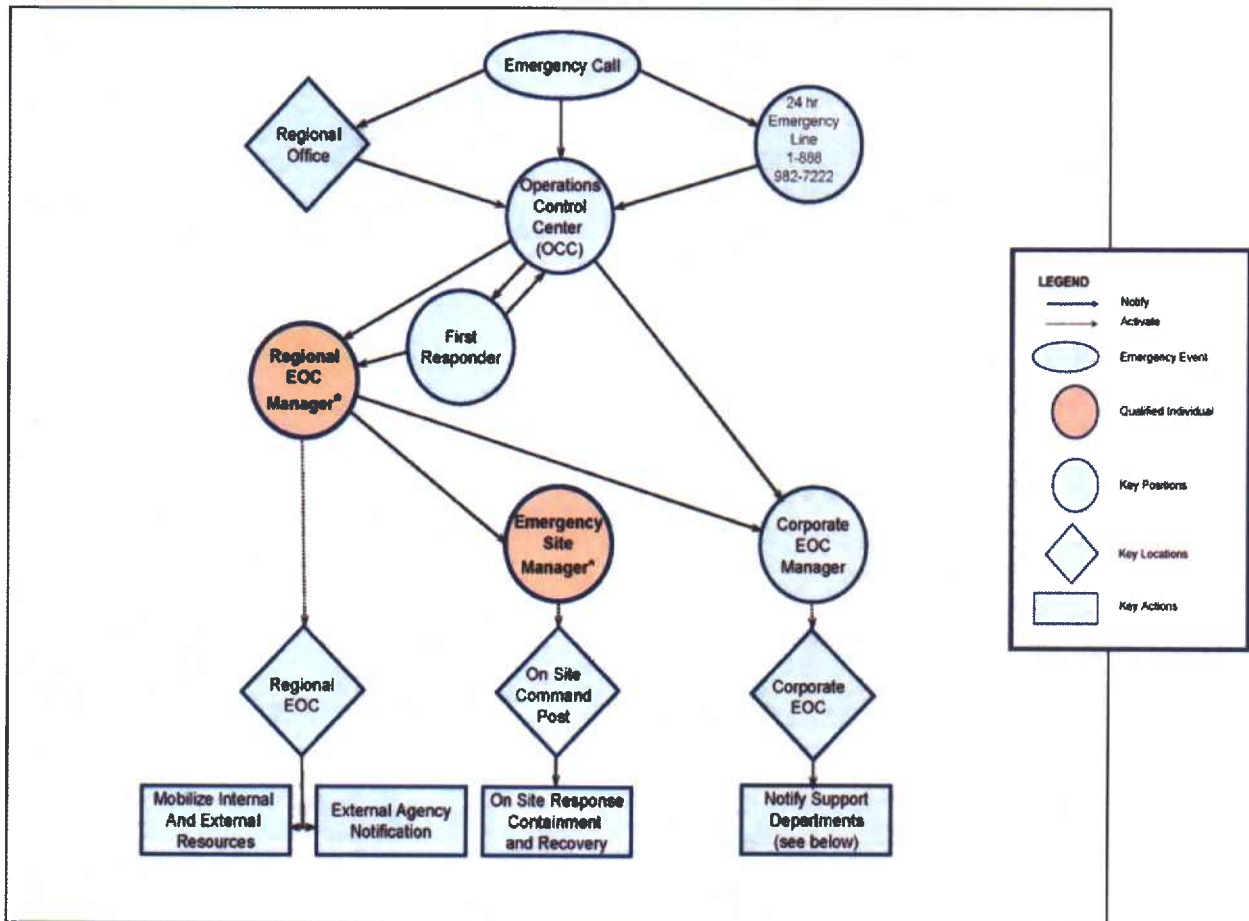 Emergency Call
Regional
Office
24 hr
Emergency
Line
1-888
982-7222
Operations
Control
Center
(OCC)
First
Responder
Regional
EOC
Manager*
Emergency
Site
Manager*
Corporate
EOC
Manager
Regional
EOC
On Site
Command
Post
Corporate
EOC
Mobilize Internal
And External
Resources
External Agency
Notification
On Site Response
Containment
and Recovery
Notify Support
Departments
(see below)
LEGEND
Notify
Activate
Emergency Event
Qualified Individual
Key Positions
Key Locations
Key Actions